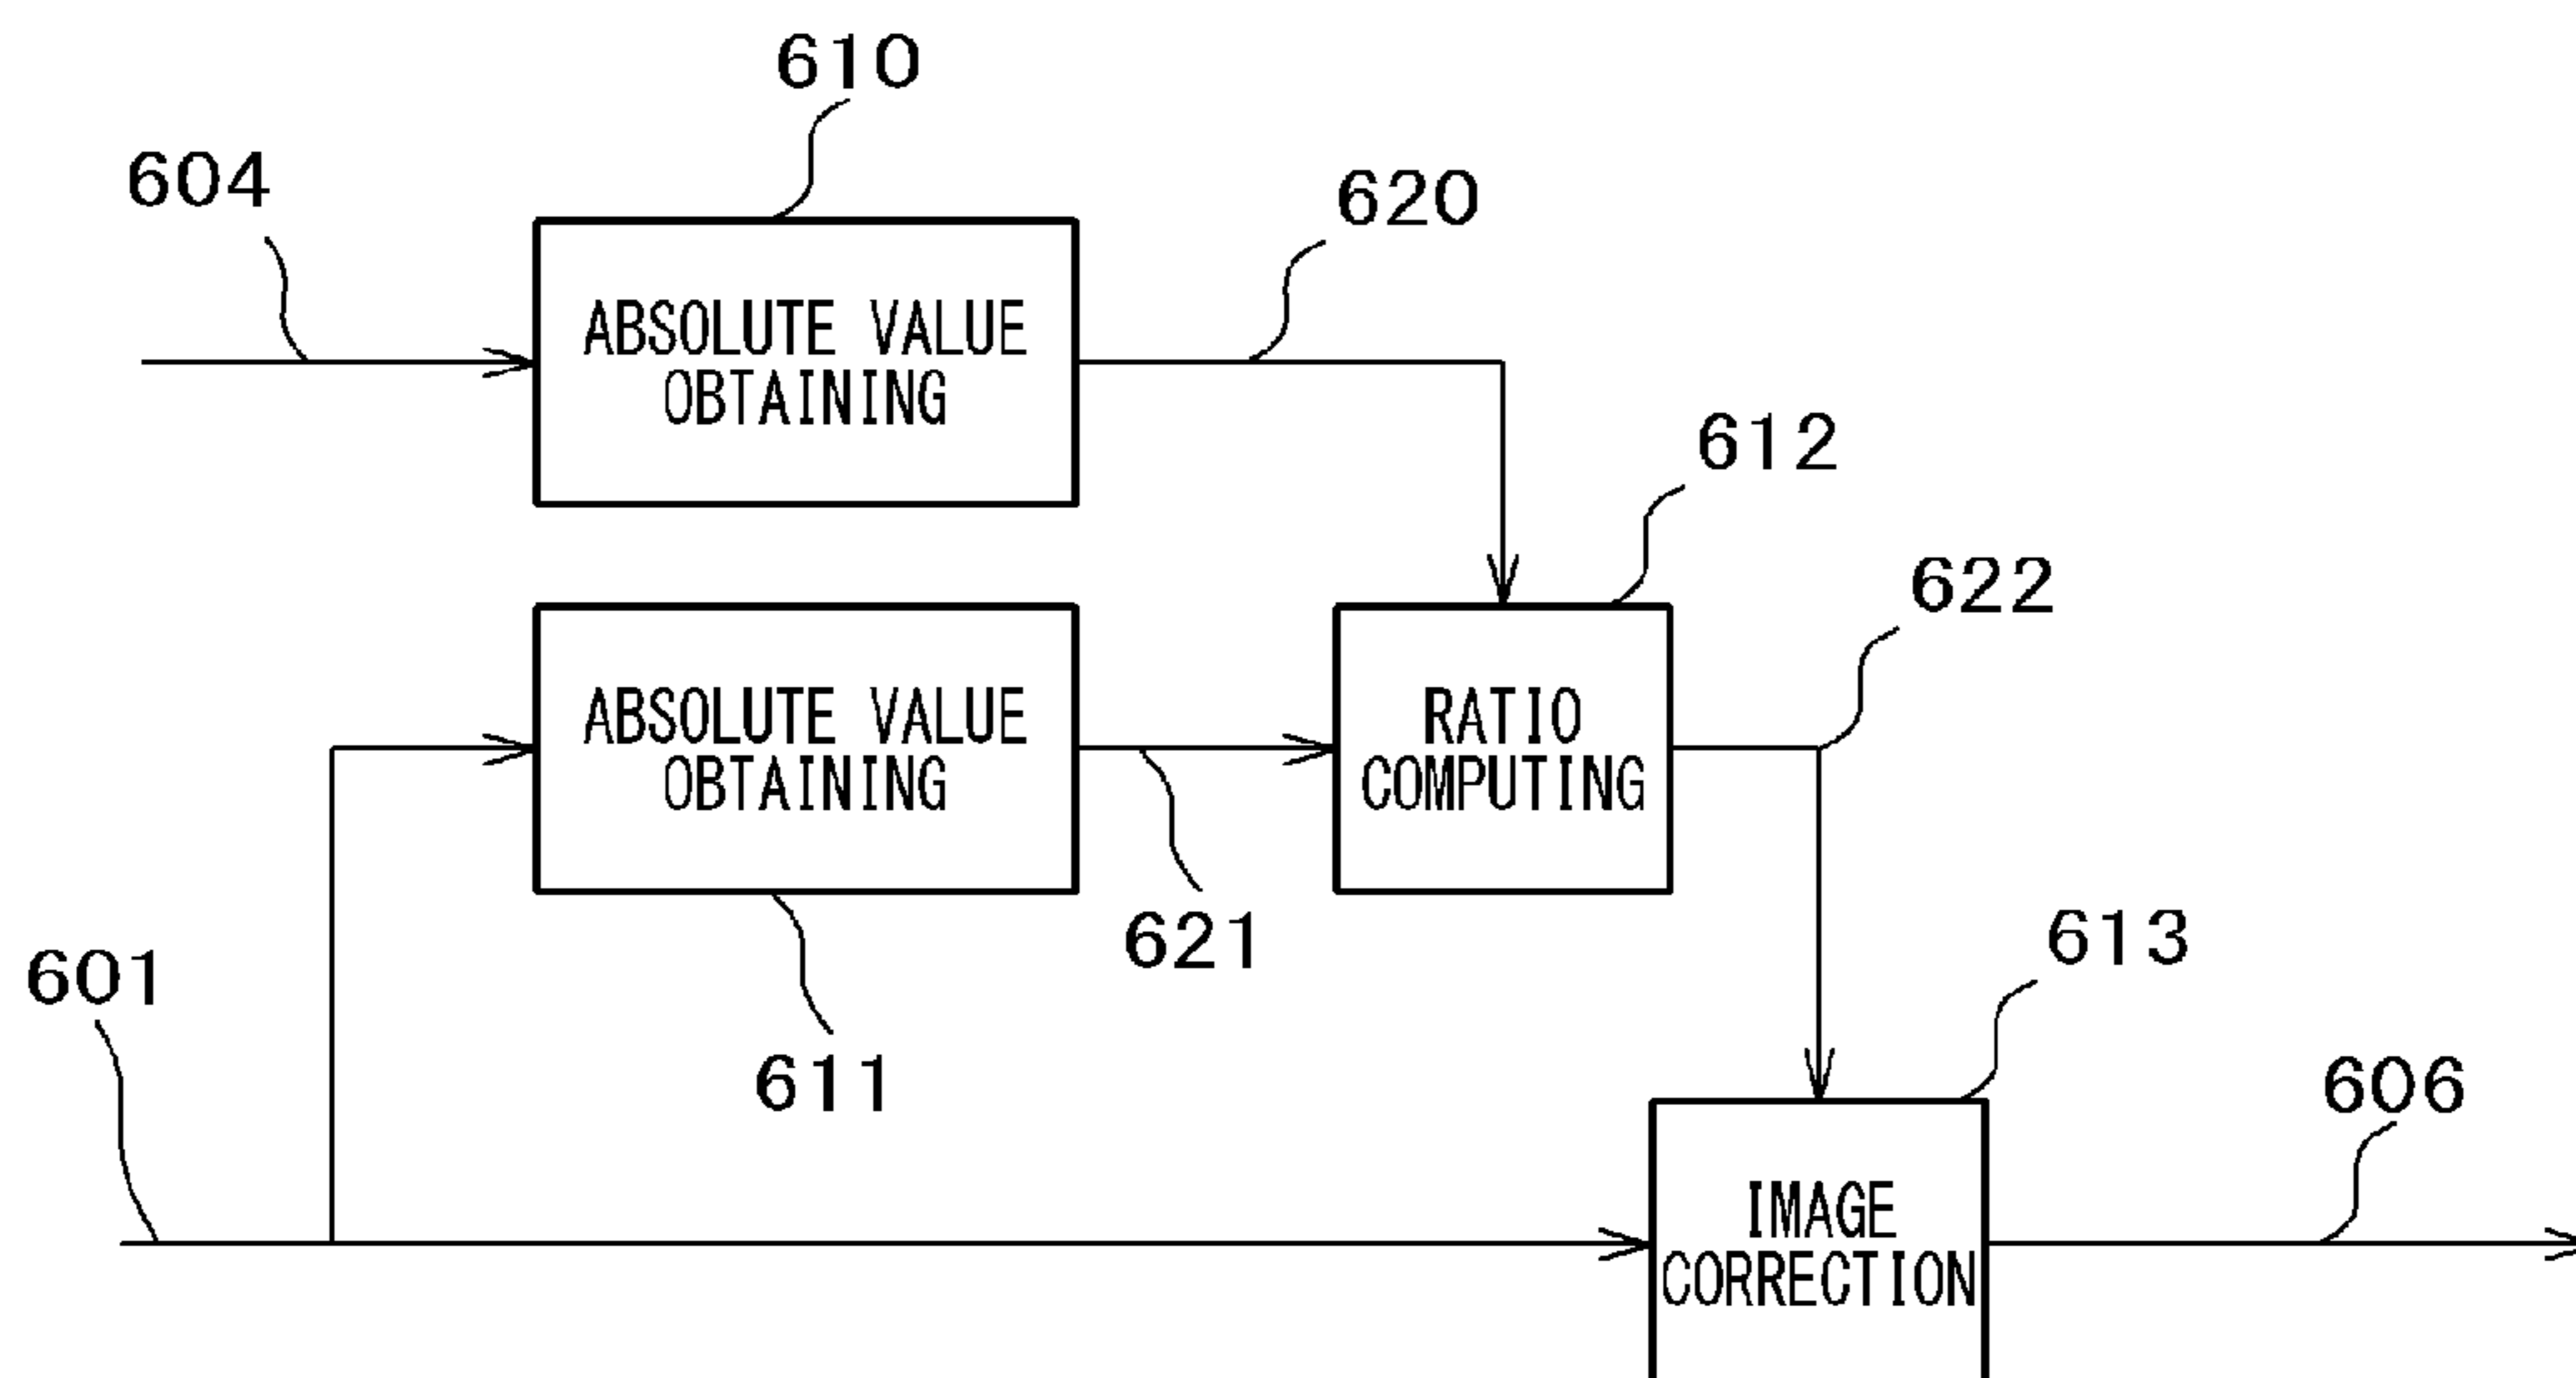 610
604
620
ABSOLUTE VALUE
OBTAINING
612
622
ABSOLUTE VALUE
OBTAINING
RATIO
COMPUTING
621
613
601
611
606
IMAGE
CORRECTION